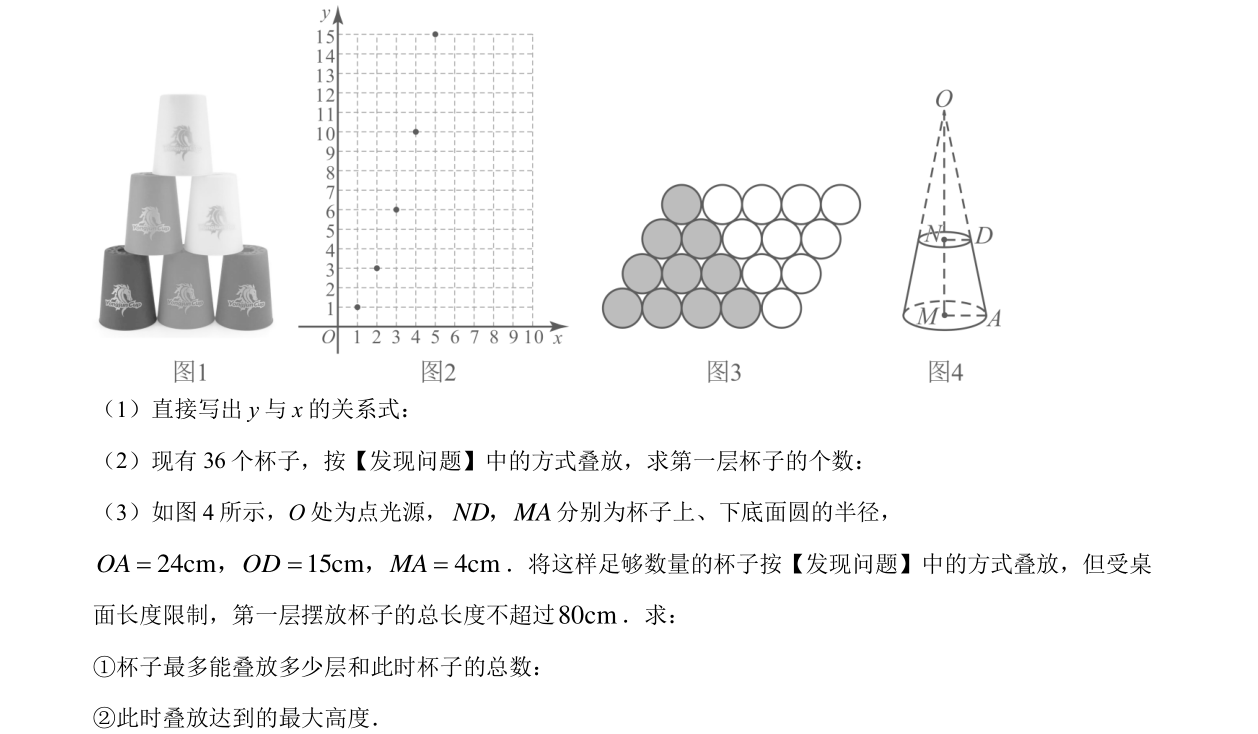 y
15
14
13
12
11
10
9
8
7
6
5
4
3
2
1
O 1 2 3 4 5 6 7 8 9 10 x
O
N D
M A
图1 图2 图3 图4
（1）直接写出 y 与 x 的关系式：
（2）现有 36 个杯子，按【发现问题】中的方式叠放，求第一层杯子的个数：
（3）如图 4 所示，O 处为点光源， ND，MA 分别为杯子上、下底面圆的半径，
OA = 24cm，OD = 15cm，MA = 4cm．将这样足够数量的杯子按【发现问题】中的方式叠放，但受桌
面长度限制，第一层摆放杯子的总长度不超过 80cm．求：
①杯子最多能叠放多少层和此时杯子的总数：
②此时叠放达到的最大高度．